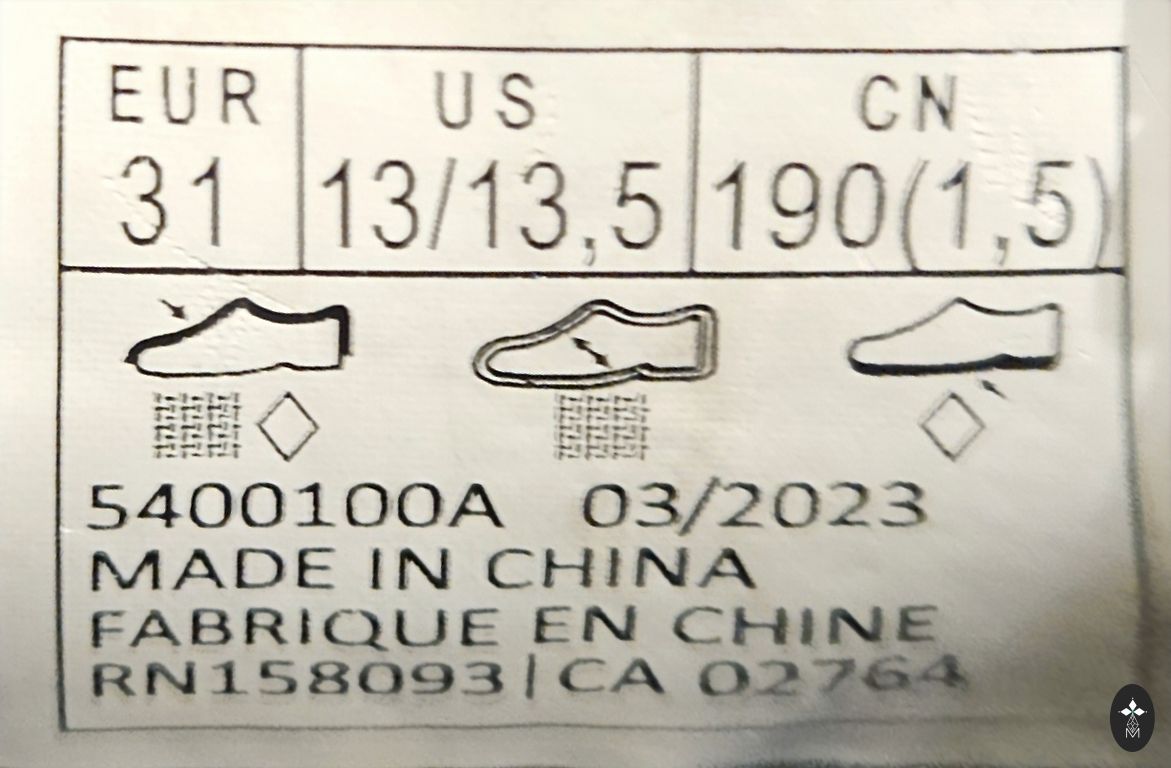 EUR US CN
31 13/13,5 190(1,5)
5400100A 03/2023
MADE IN CHINA
FABRIQUE EN CHINE
RN158093|CA 02764
M